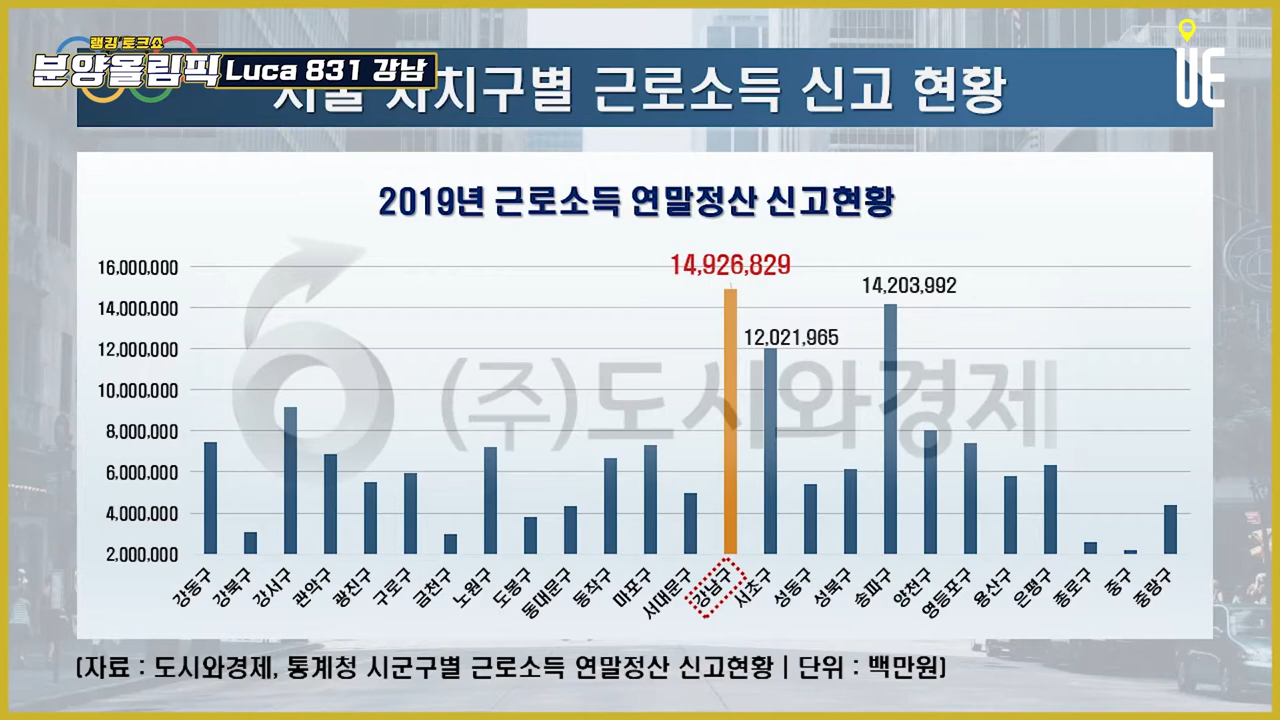 랭킹 토크쇼
분양올림픽 Luca 831 강남
UE
자치구별 근로소득 신고 현황
2019년 근로소득 연말정산 신고현황
(주)도시와경제
16,000,000
14,000,000
12,000,000
10,000,000
8,000,000
6,000,000
4,000,000
2,000,000
14,926,829
12,021,965
14,203,992
강동구
강북구
강서구
관악구
광진구
구로구
금천구
노원구
도봉구
동대문구
동작구
마포구
서대문구
강남구
서초구
성동구
성북구
송파구
양천구
영등포구
용산구
은평구
종로구
중구
중랑구
(자료 : 도시와경제, 통계청 시군구별 근로소득 연말정산 신고현황 | 단위 : 백만원)